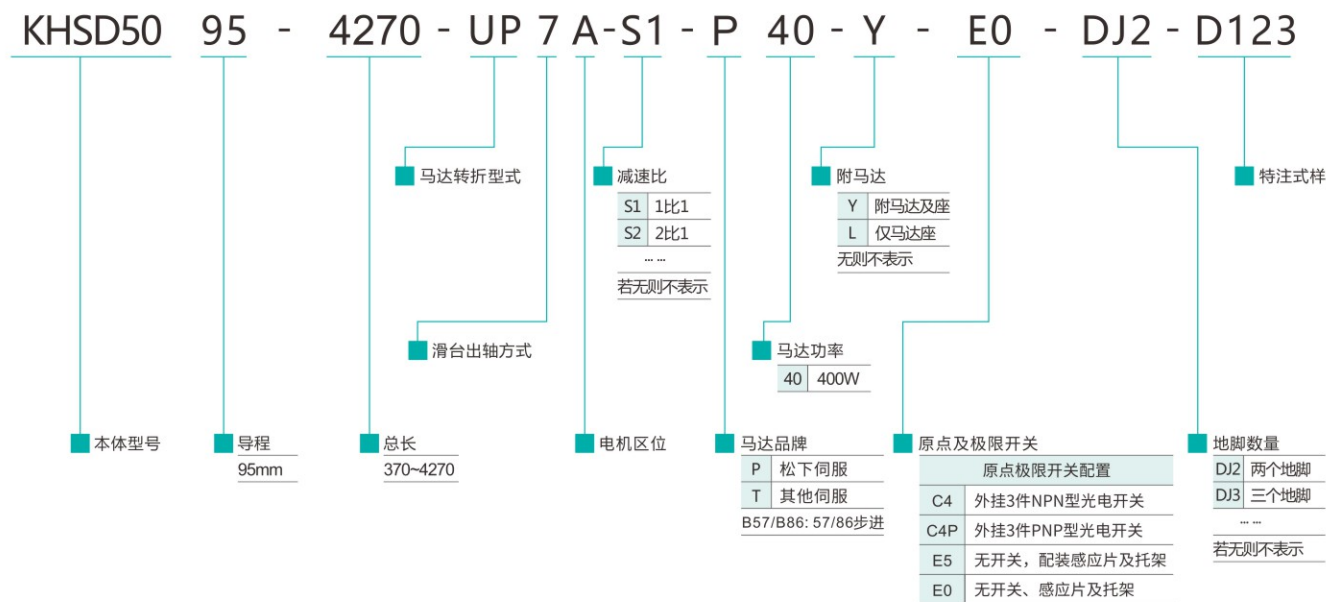 KHSD50 95 - 4270 - UP 7 A-S1 - P 40 - Y - E0 - DJ2 - D123
马达转折型式
减速比
S1 1比1
S2 2比1
... ...
若无则不表示
附马达
Y 附马达及座
L 仅马达座
无则不表示
特注式样
滑台出轴方式
马达功率
40 400W
本体型号
导程
95mm
总长
370~4270
电机区位
马达品牌
P 松下伺服
T 其他伺服
B57/B86: 57/86步进
原点及极限开关
原点极限开关配置
C4 外挂3件NPN型光电开关
C4P 外挂3件PNP型光电开关
E5 无开关，配装感应片及托架
E0 无开关、感应片及托架
地脚数量
DJ2 两个地脚
DJ3 三个地脚
... ...
若无则不表示